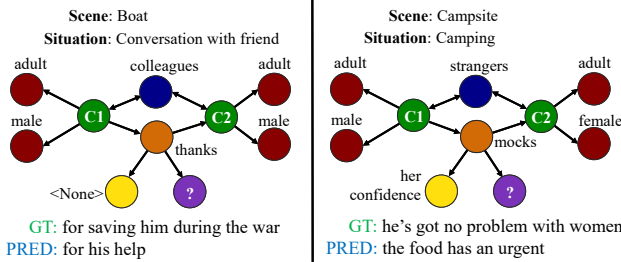 Scene: Boat
Situation: Conversation with friend
adult
colleagues
adult
C1
C2
male
male
thanks
<None>
?
GT: for saving him during the war
PRED: for his help
Scene: Campsite
Situation: Camping
adult
strangers
adult
C1
C2
male
female
mocks
her
confidence
?
GT: he's got no problem with women
PRED: the food has an urgent